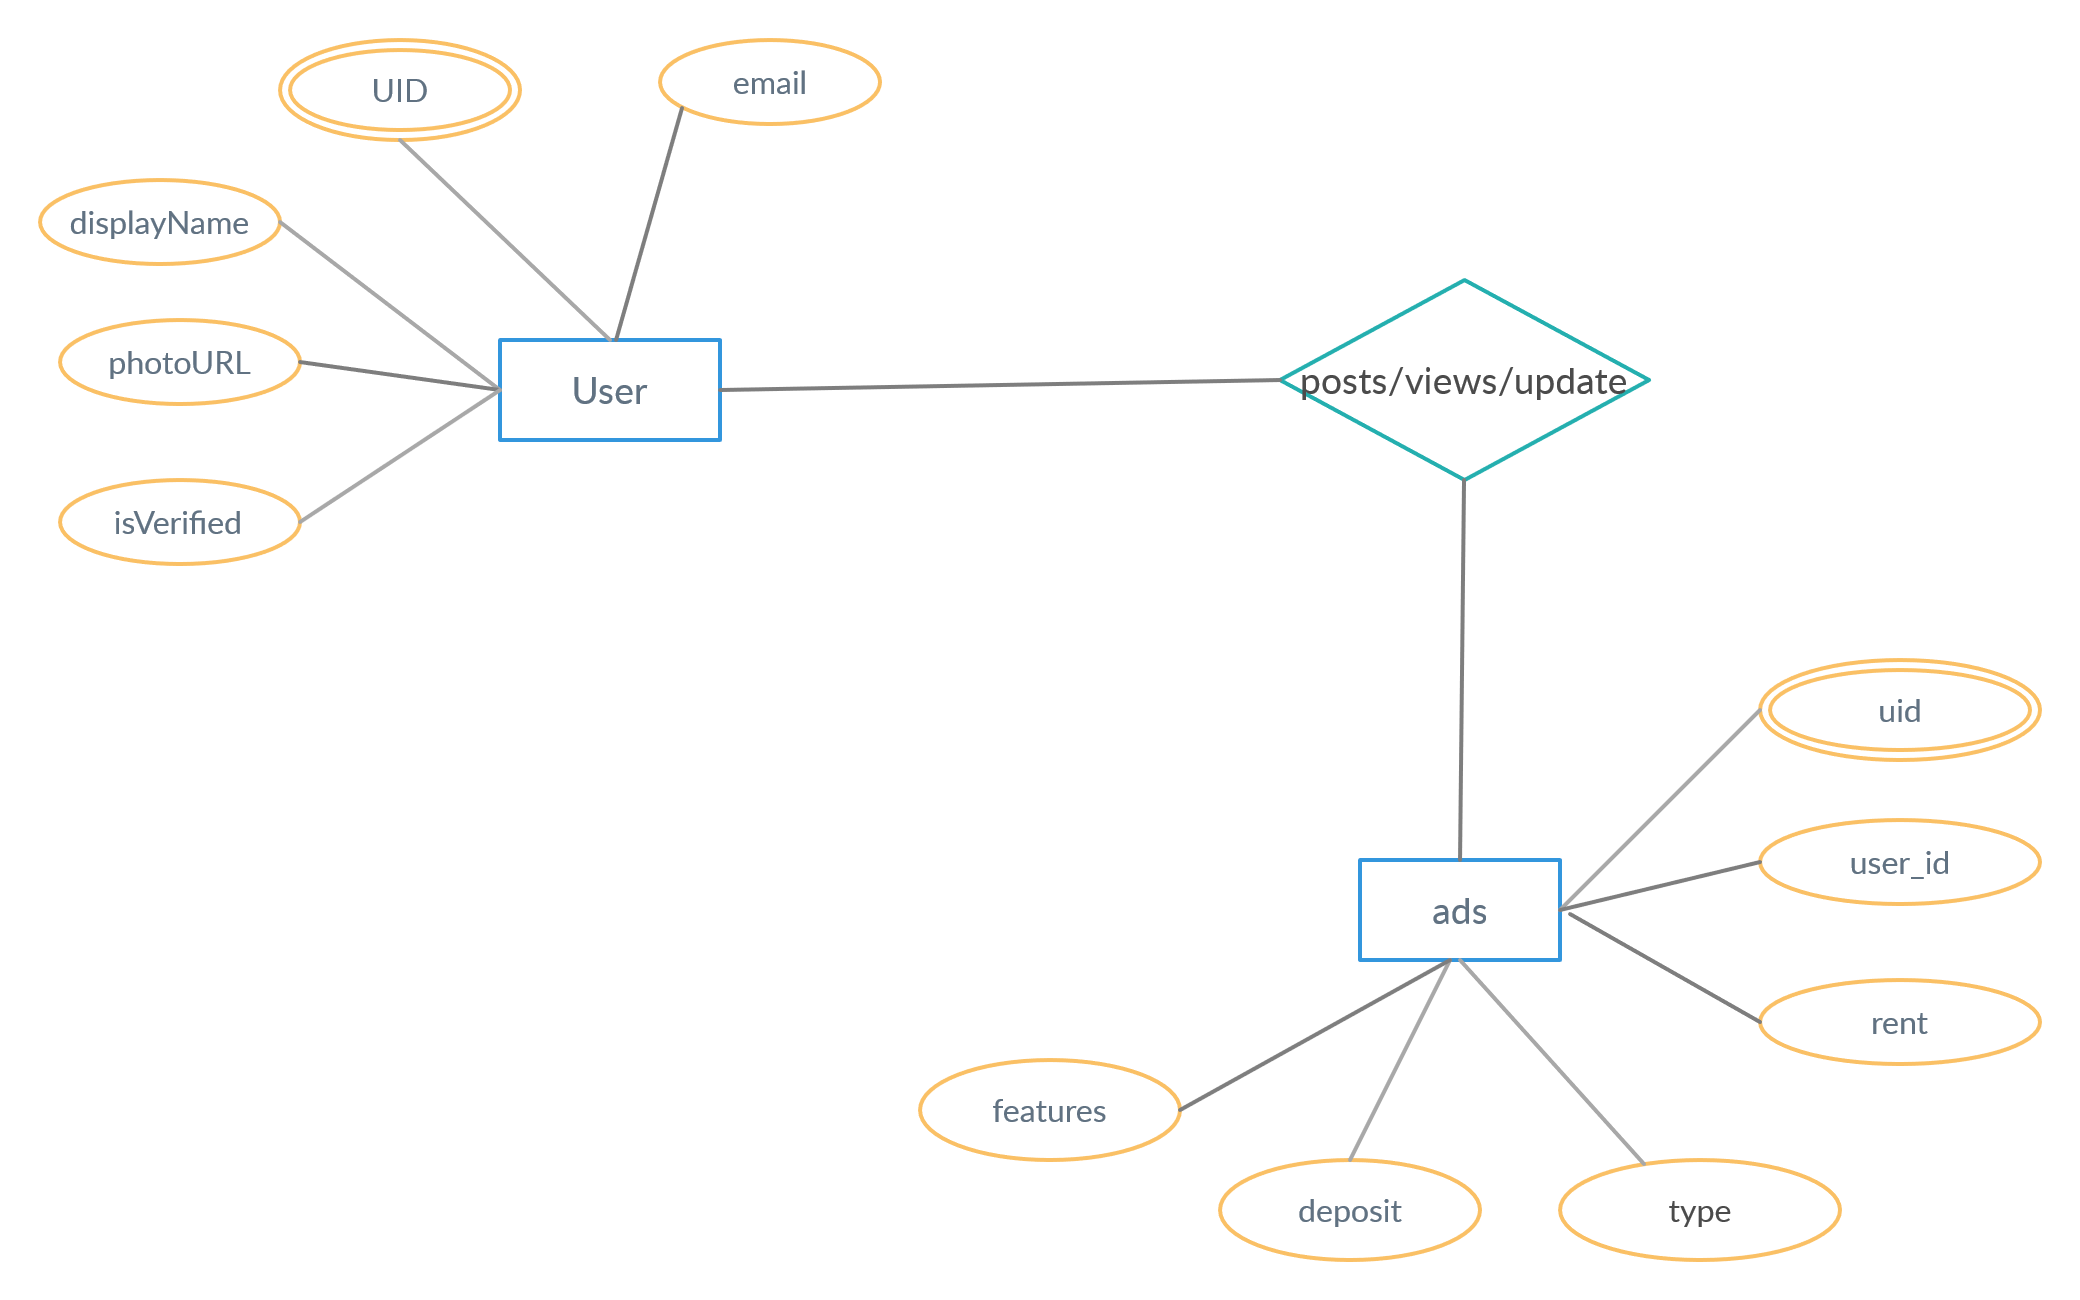 UID
email
displayName
photoURL
User
posts/views/update
isVerified
uid
user_id
ads
rent
features
deposit
type